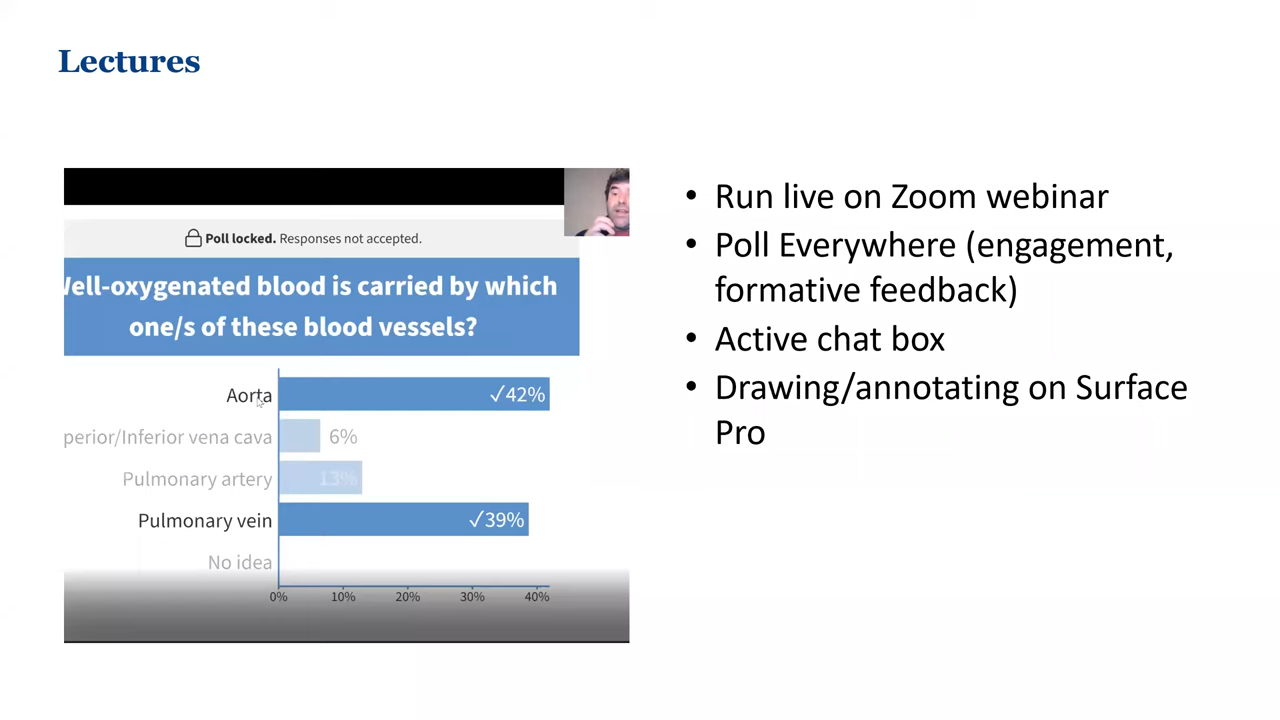 Lectures
Poll locked. Responses not accepted.
ell-oxygenated blood is carried by which
one/s of these blood vessels?
Aorta ✓42%
perior/Inferior vena cava 6%
Pulmonary artery 13%
Pulmonary vein ✓39%
No idea
0% 10% 20% 30% 40%
• Run live on Zoom webinar
• Poll Everywhere (engagement,
formative feedback)
• Active chat box
• Drawing/annotating on Surface
Pro